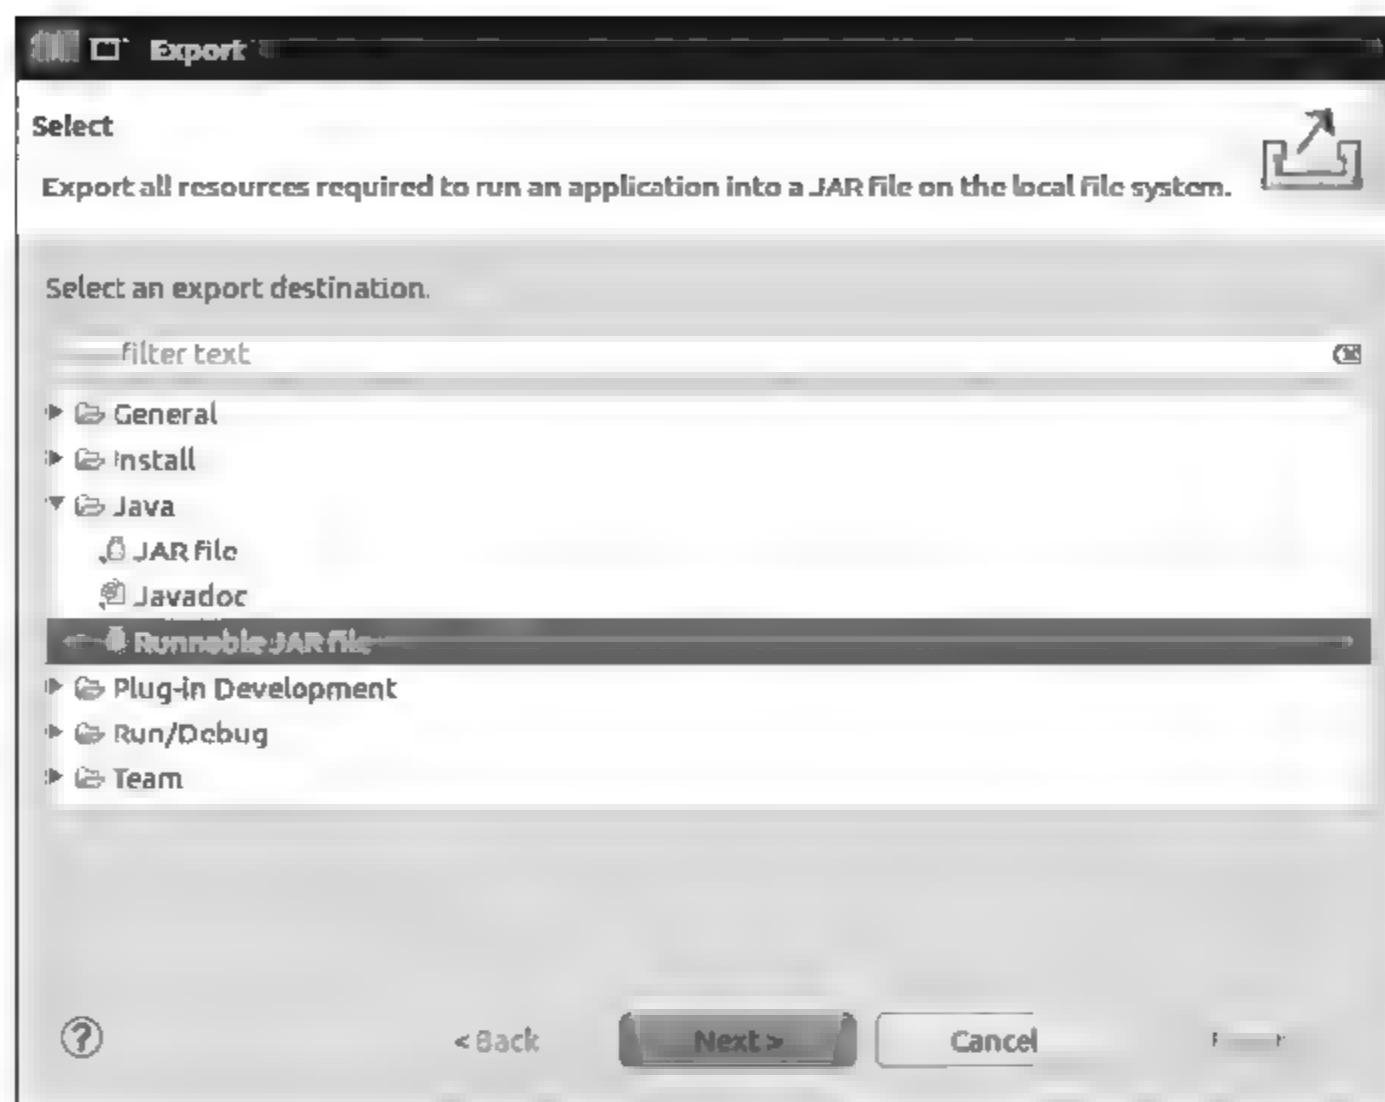 Export
Select
Export all resources required to run an application into a JAR file on the local file system.
Select an export destination.
filter text
General
Install
Java
JAR file
Javadoc
Runnable JAR file
Plug-in Development
Run/Debug
Team
< Back Next > Cancel